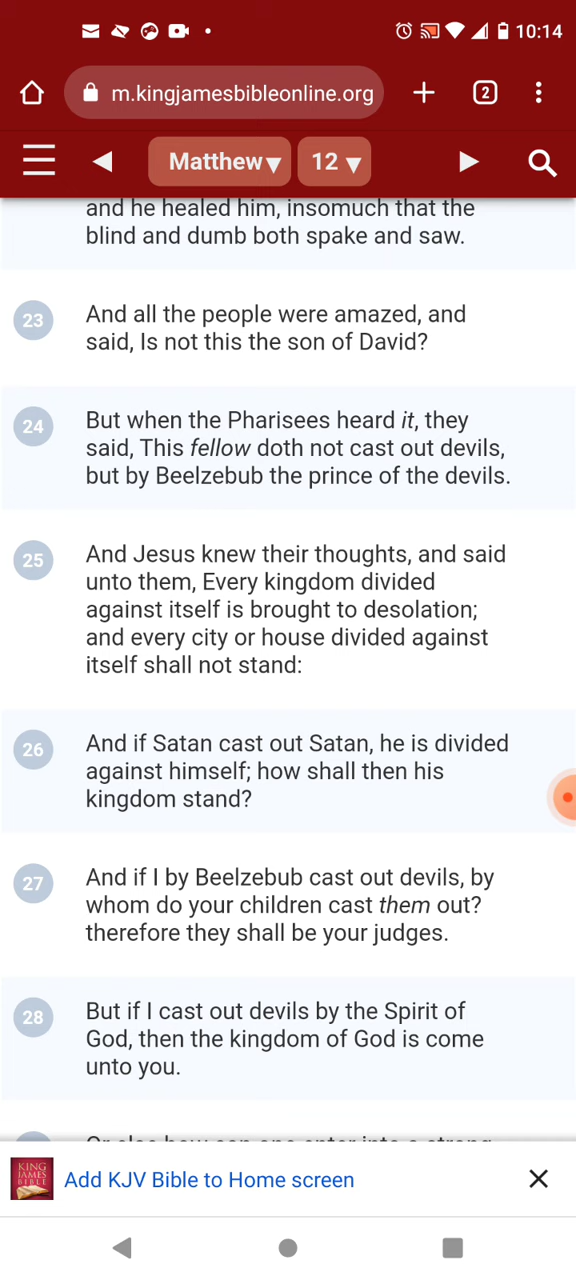 10:14
m.kingjamesbibleonline.org
2
Matthew
12
and he healed him, insomuch that the
blind and dumb both spake and saw.
23
And all the people were amazed, and
said, Is not this the son of David?
24
But when the Pharisees heard it, they
said, This fellow doth not cast out devils,
but by Beelzebub the prince of the devils.
25
And Jesus knew their thoughts, and said
unto them, Every kingdom divided
against itself is brought to desolation;
and every city or house divided against
itself shall not stand:
26
And if Satan cast out Satan, he is divided
against himself; how shall then his
kingdom stand?
27
And if I by Beelzebub cast out devils, by
whom do your children cast them out?
therefore they shall be your judges.
28
But if I cast out devils by the Spirit of
God, then the kingdom of God is come
unto you.
Or else how can one enter into a strong
KING
JAMES
BIBLE
Add KJV Bible to Home screen